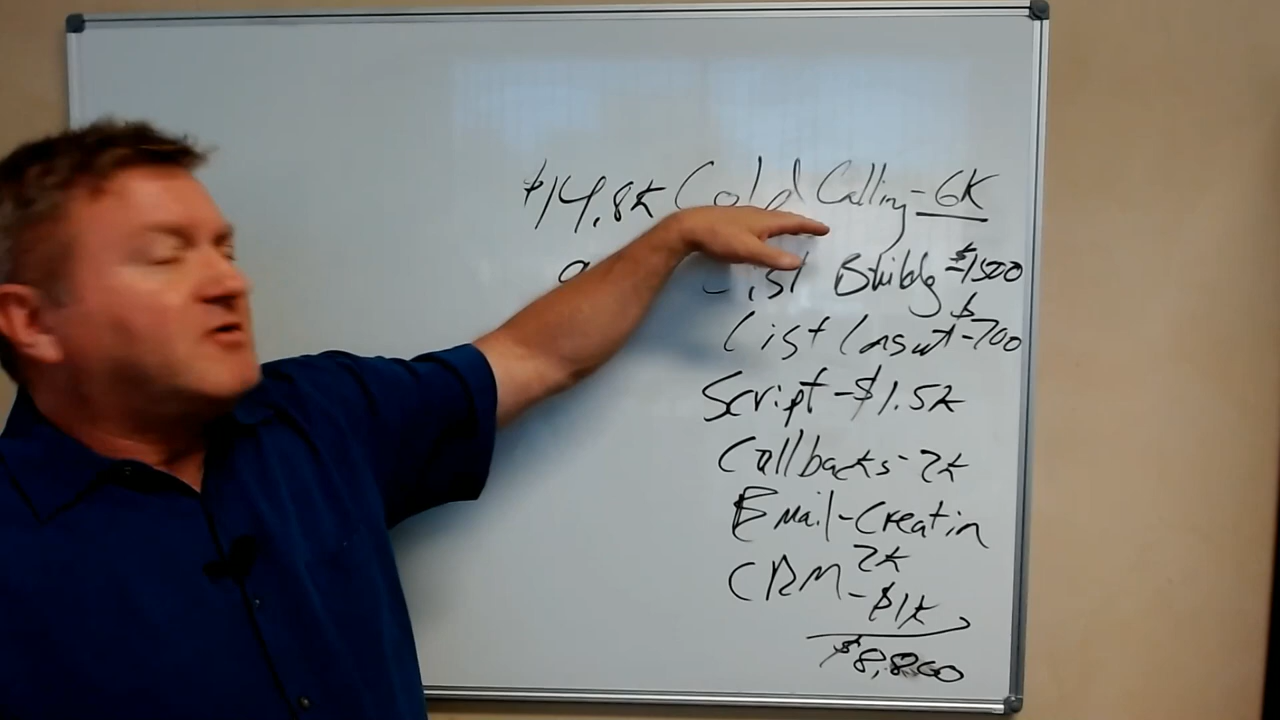 $14.8k Cold Calling - 6K
List Building - $1500
List Consult - $700
Script - $1.5k
Callbacks - 2k
Email - Creatin
2k
CRM - $1k
$8,800